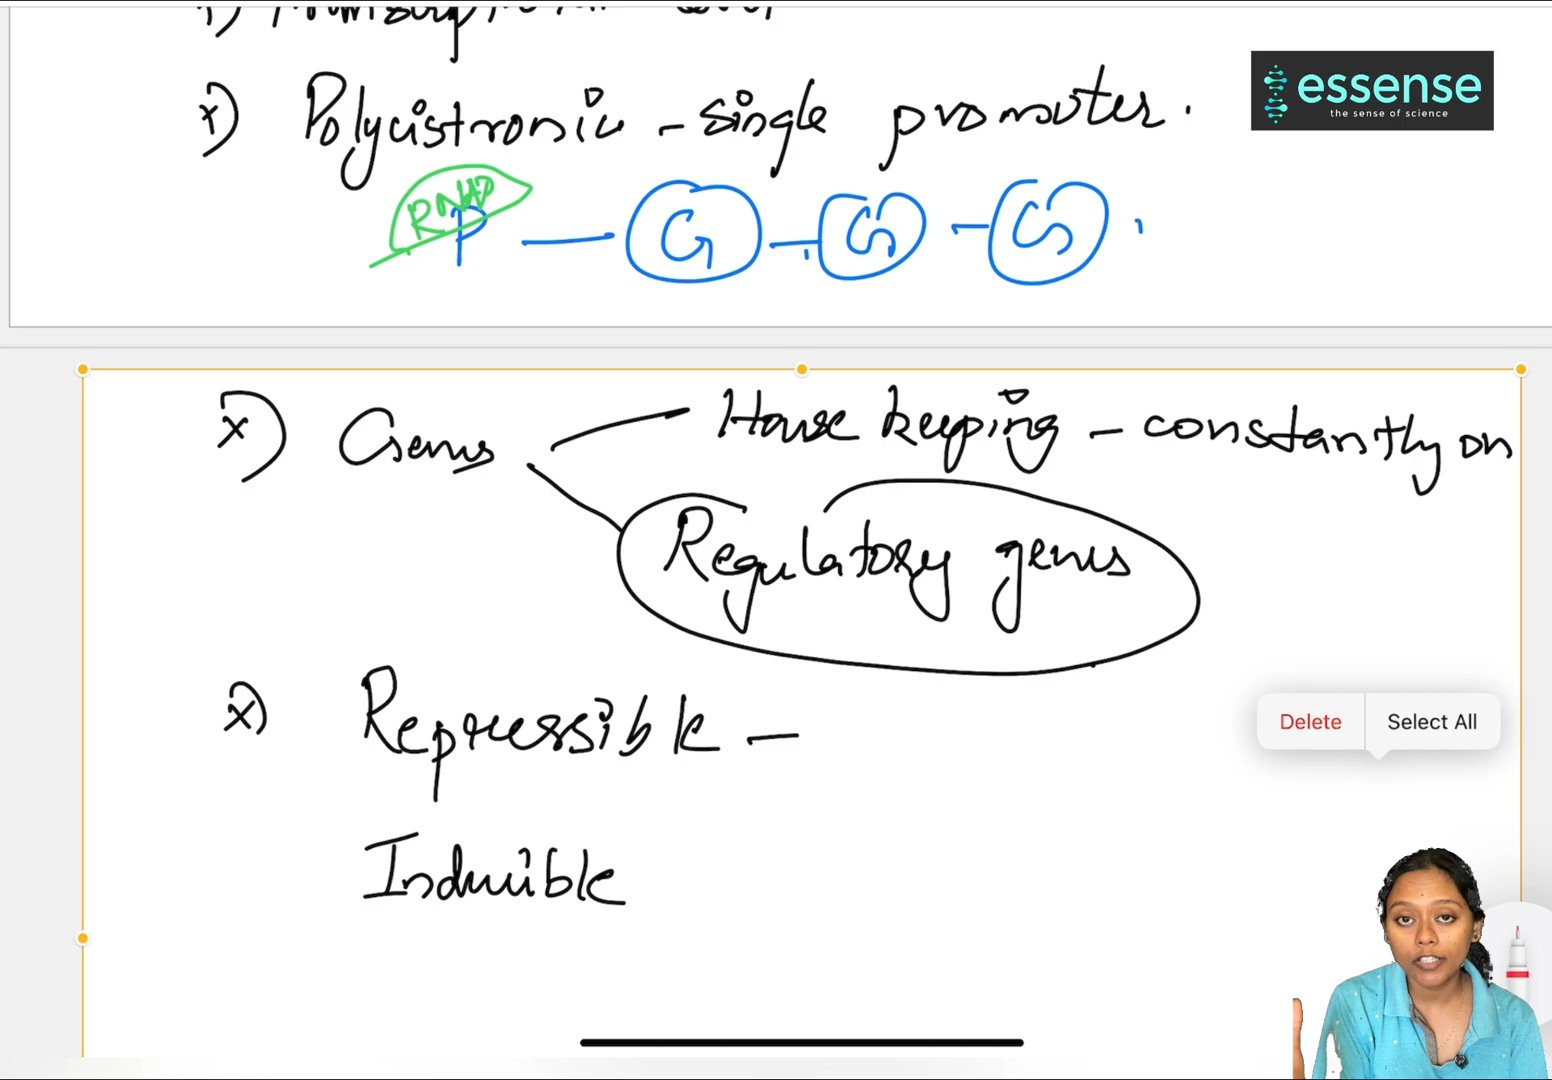 essense
the sense of science
x) Polycistronic - single promoter.
RNAP
P - G - G - G
x) Genes
House keeping - constantly on
Regulatory genes
x) Repressible -
Inducible
Delete Select All